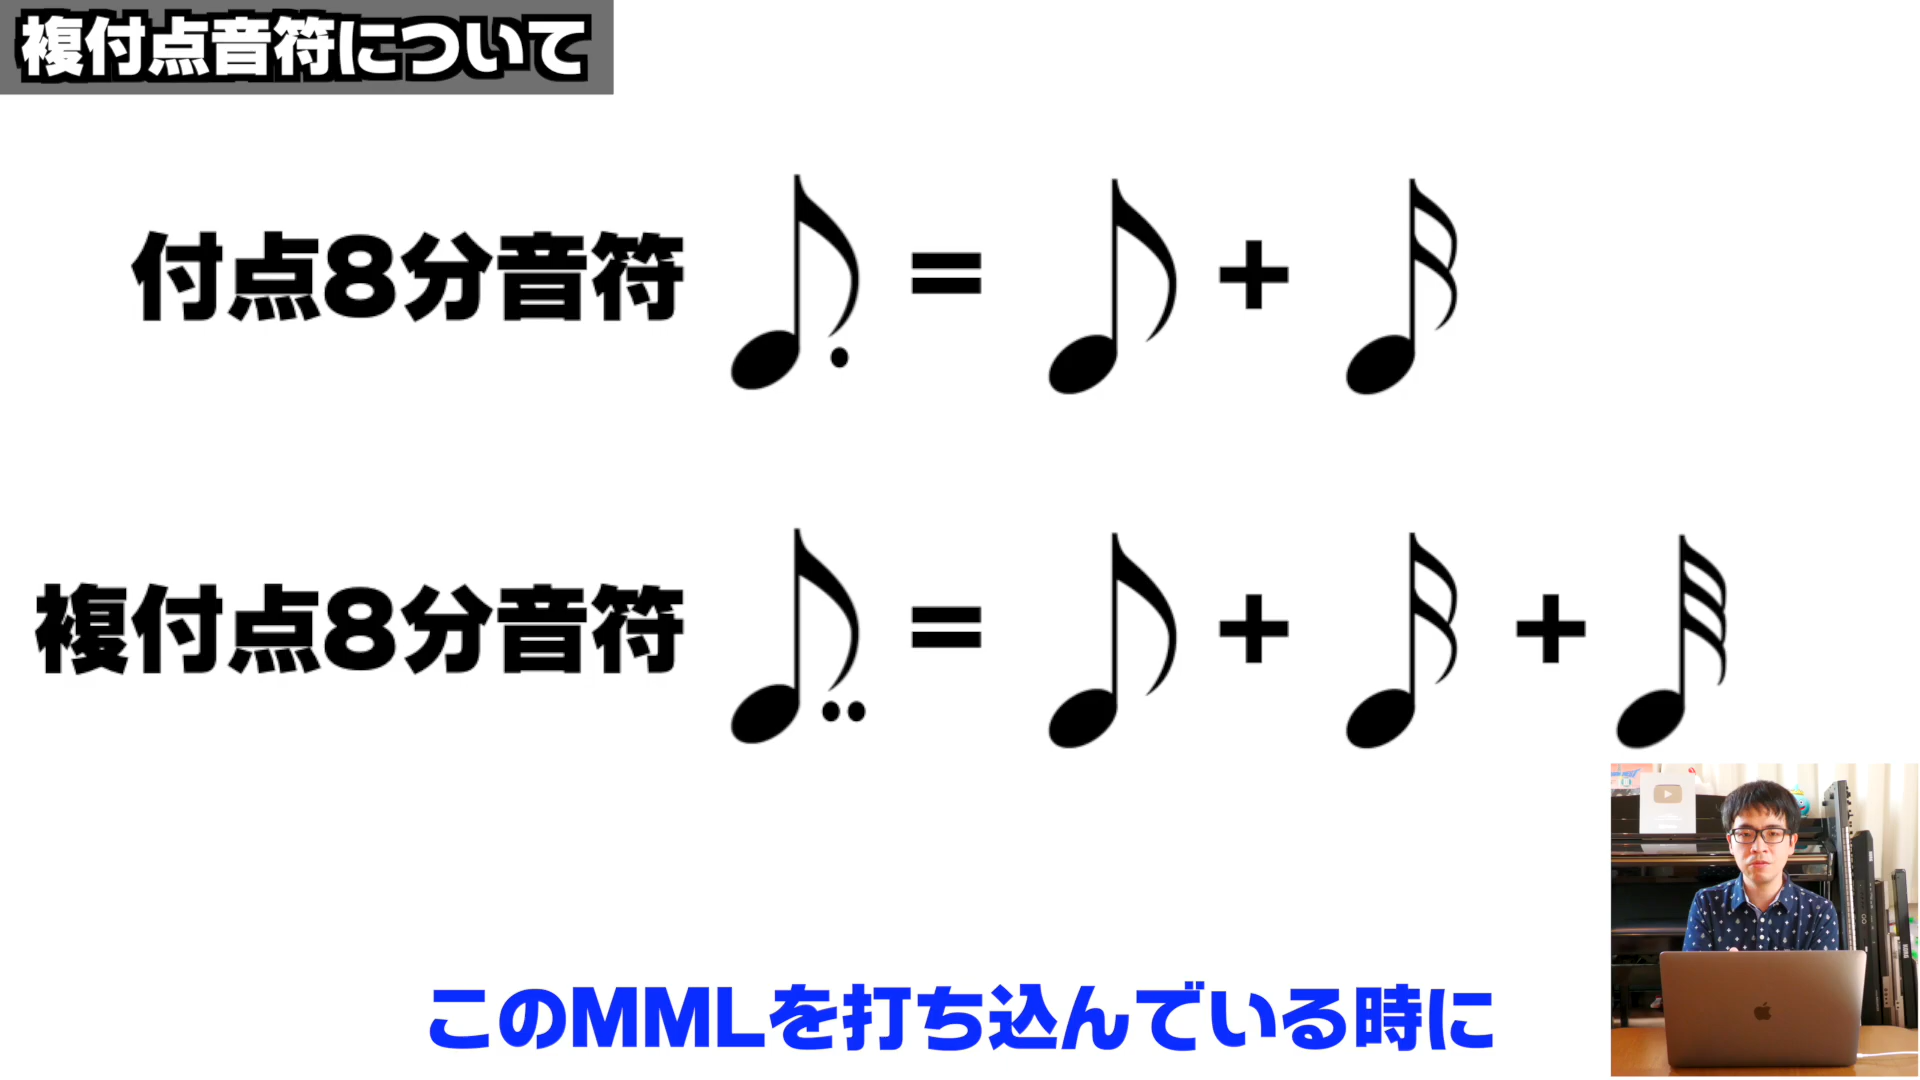 複付点音符について
付点8分音符 = +
複付点8分音符 = + +
このMMLを打ち込んでいる時に